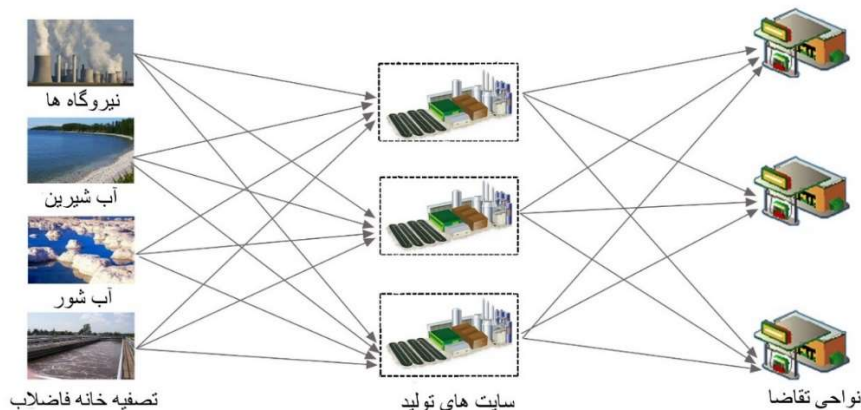 نیروگاه ها
آب شیرین
آب شور
تصفیه خانه فاضلاب
سایت های تولید
نواحی تقاضا